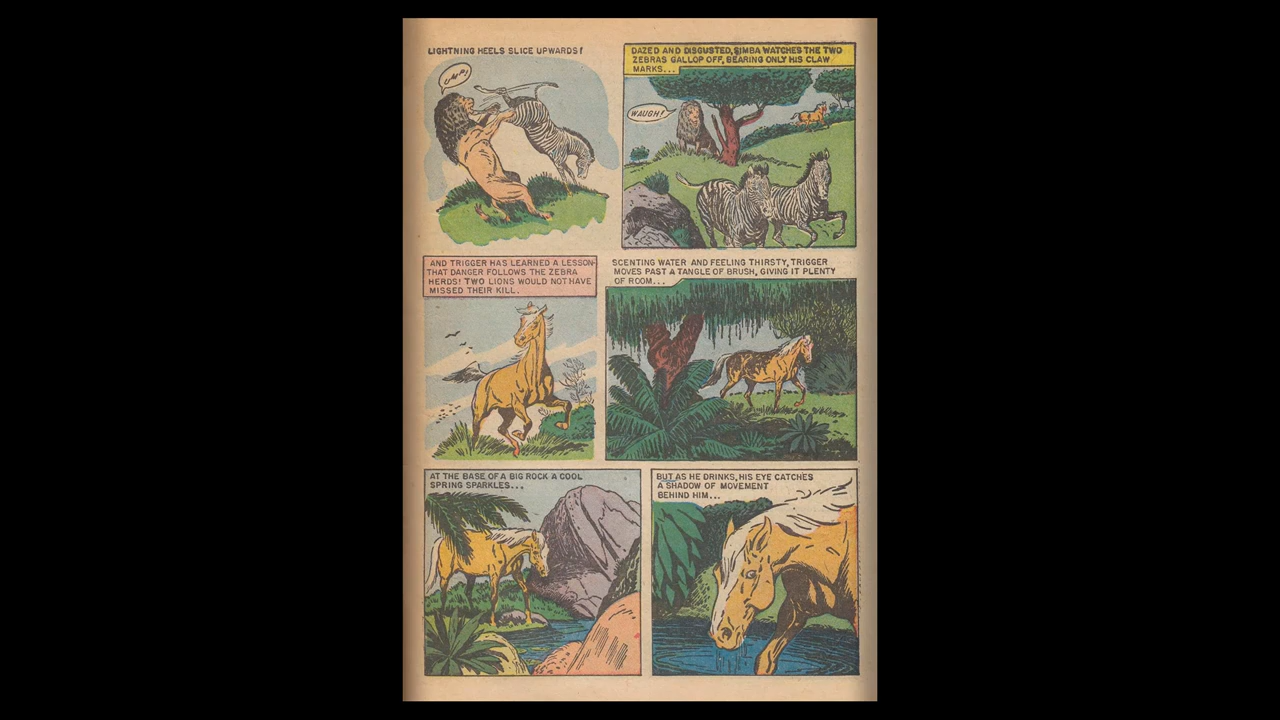 LIGHTNING HEELS SLICE UPWARDS!
DAZED AND DISGUSTED, SIMBA WATCHES THE TWO
ZEBRAS GALLOP OFF, BEARING ONLY HIS CLAW
MARKS...
WAUGH!
AND TRIGGER HAS LEARNED A LESSON-
THAT DANGER FOLLOWS THE ZEBRA
HERDS! TWO LIONS WOULD NOT HAVE
MISSED THEIR KILL.
SCENTING WATER AND FEELING THIRSTY, TRIGGER
MOVES PAST A TANGLE OF BRUSH, GIVING IT PLENTY
OF ROOM...
AT THE BASE OF A BIG ROCK A COOL
SPRING SPARKLES...
BUT AS HE DRINKS, HIS EYE CATCHES
A SHADOW OF MOVEMENT
BEHIND HIM...